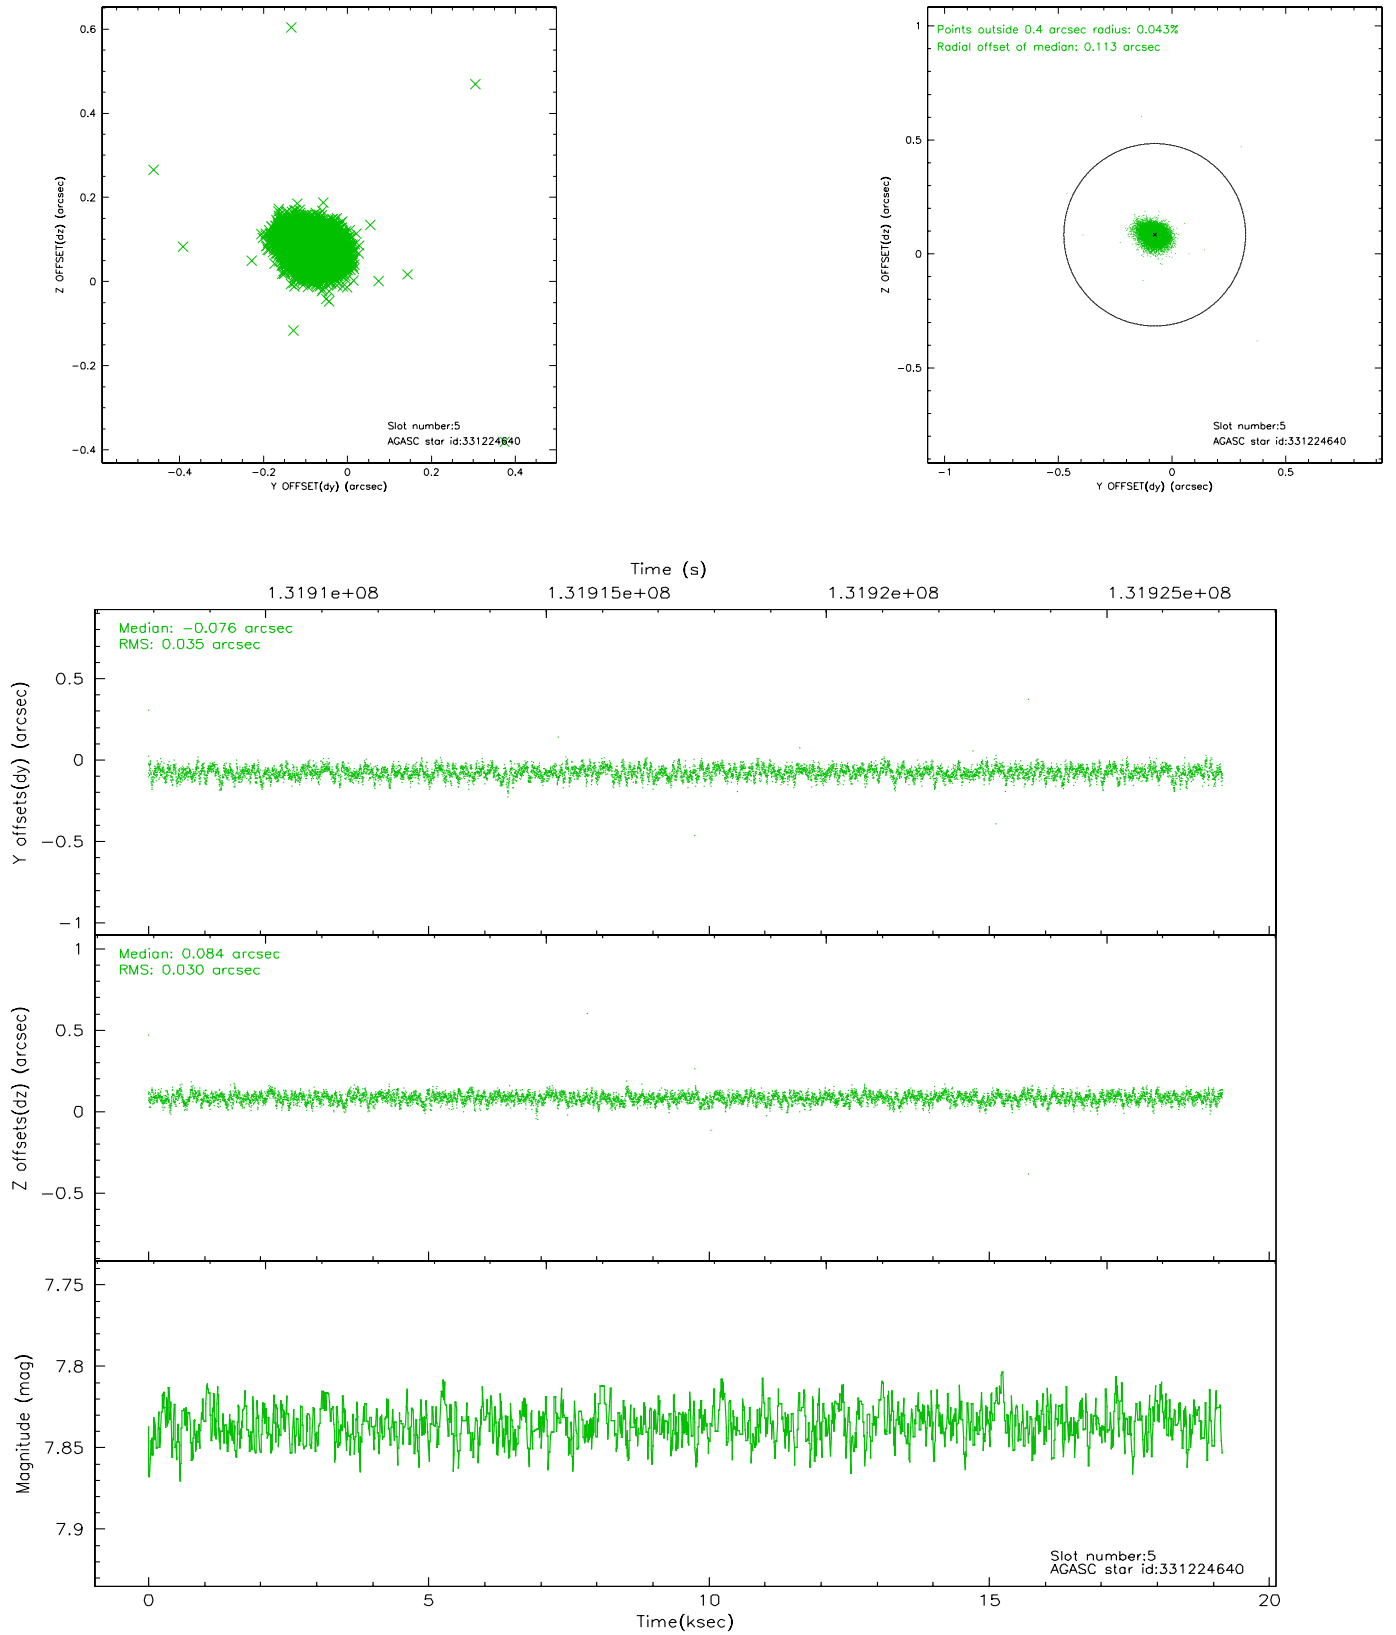 0.6
0.4
0.2
0
−0.2
−0.4
Z OFFSET(dz) (arcsec)
−0.4 −0.2 0 0.2 0.4
Y OFFSET(dy) (arcsec)
Slot number:5
AGASC star id:331224640
Points outside 0.4 arcsec radius: 0.043%
Radial offset of median: 0.113 arcsec
1
0.5
0
−0.5
Z OFFSET(dz) (arcsec)
−1 −0.5 0 0.5
Y OFFSET(dy) (arcsec)
Slot number:5
AGASC star id:331224640
Time (s)
1.3191e+08 1.31915e+08 1.3192e+08 1.31925e+08
Median: −0.076 arcsec
RMS: 0.035 arcsec
0.5
0
−0.5
−1
Y offsets(dy) (arcsec)
Median: 0.084 arcsec
RMS: 0.030 arcsec
1
0.5
0
−0.5
Z offsets(dz) (arcsec)
7.75
7.8
7.85
7.9
Magnitude (mag)
Slot number:5
AGASC star id:331224640
0 5 10 15 20
Time(ksec)